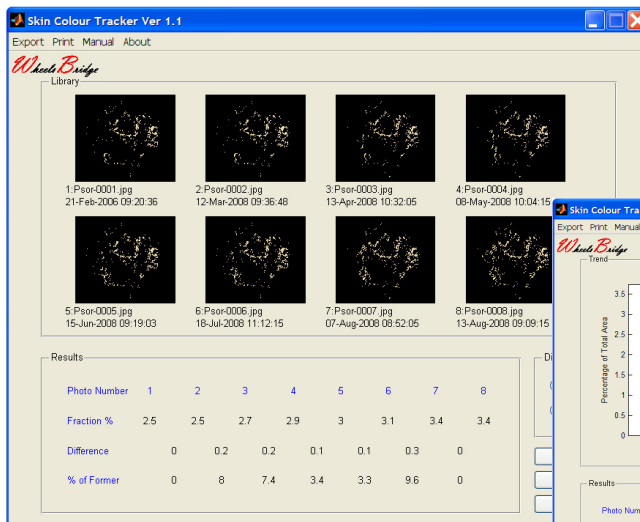 Skin Colour Tracker Ver 1.1
Export Print Manual About
Wheels Bridge
Library
1:Psor-0001.jpg 2:Psor-0002.jpg 3:Psor-0003.jpg 4:Psor-0004.jpg
21-Feb-2006 09:20:36 12-Mar-2008 09:36:48 13-Apr-2008 10:32:05 08-May-2008 10:04:15
5:Psor-0005.jpg 6:Psor-0006.jpg 7:Psor-0007.jpg 8:Psor-0008.jpg
15-Jun-2008 09:19:03 18-Jul-2008 11:12:15 07-Aug-2008 08:52:05 13-Aug-2008 09:09:15
Results
Photo Number 1 2 3 4 5 6 7 8
Fraction % 2.5 2.5 2.7 2.9 3 3.1 3.4 3.4
Difference 0 0.2 0.2 0.1 0.1 0.3 0
% of Former 0 8 7.4 3.4 3.3 9.6 0
Di
Skin Colour Tra
Export Print Manual
Wheels Bridge
Trend
Percentage of Total Area
3.5
3
2.5
2
1.5
1
0.5
0
Results
Photo Num